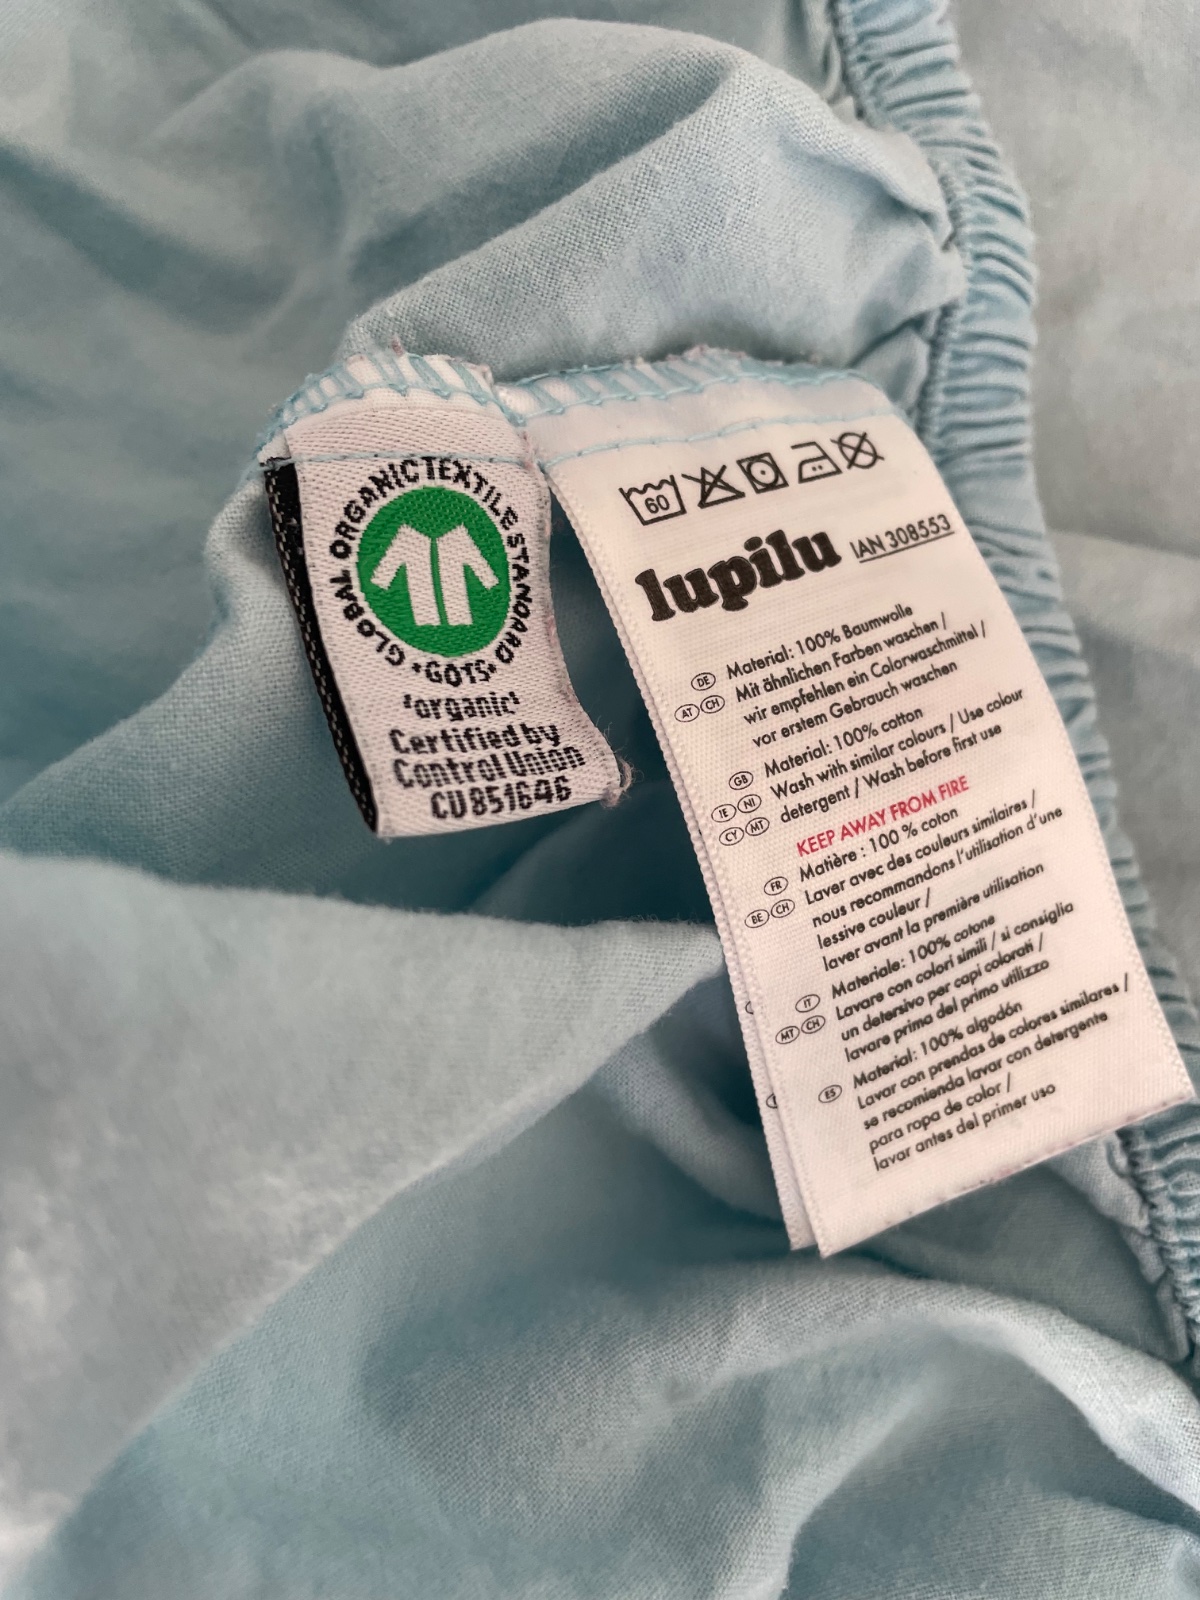 GLOBAL ORGANIC TEXTILE STANDARD
•GOTS•
'organic'
Certified by
Control Union
CU851646
60
lupilu IAN 308553
DE Material: 100% Baumwolle
AT CH Mit ähnlichen Farben waschen /
wir empfehlen ein Colorwaschmittel /
vor erstem Gebrauch waschen
GB Material: 100% cotton
IE NI Wash with similar colours / Use colour
CY MT detergent / Wash before first use
KEEP AWAY FROM FIRE
FR Matière : 100 % coton
BE CH Laver avec des couleurs similaires /
nous recommandons l'utilisation d'une
lessive couleur /
laver avant la première utilisation
IT Materiale: 100% cotone
MT CH Lavare con colori simili / si consiglia
un detersivo per capi colorati /
lavare prima del primo utilizzo
ES Material: 100% algodón
Lavar con prendas de colores similares /
se recomienda lavar con detergente
para ropa de color /
lavar antes del primer uso